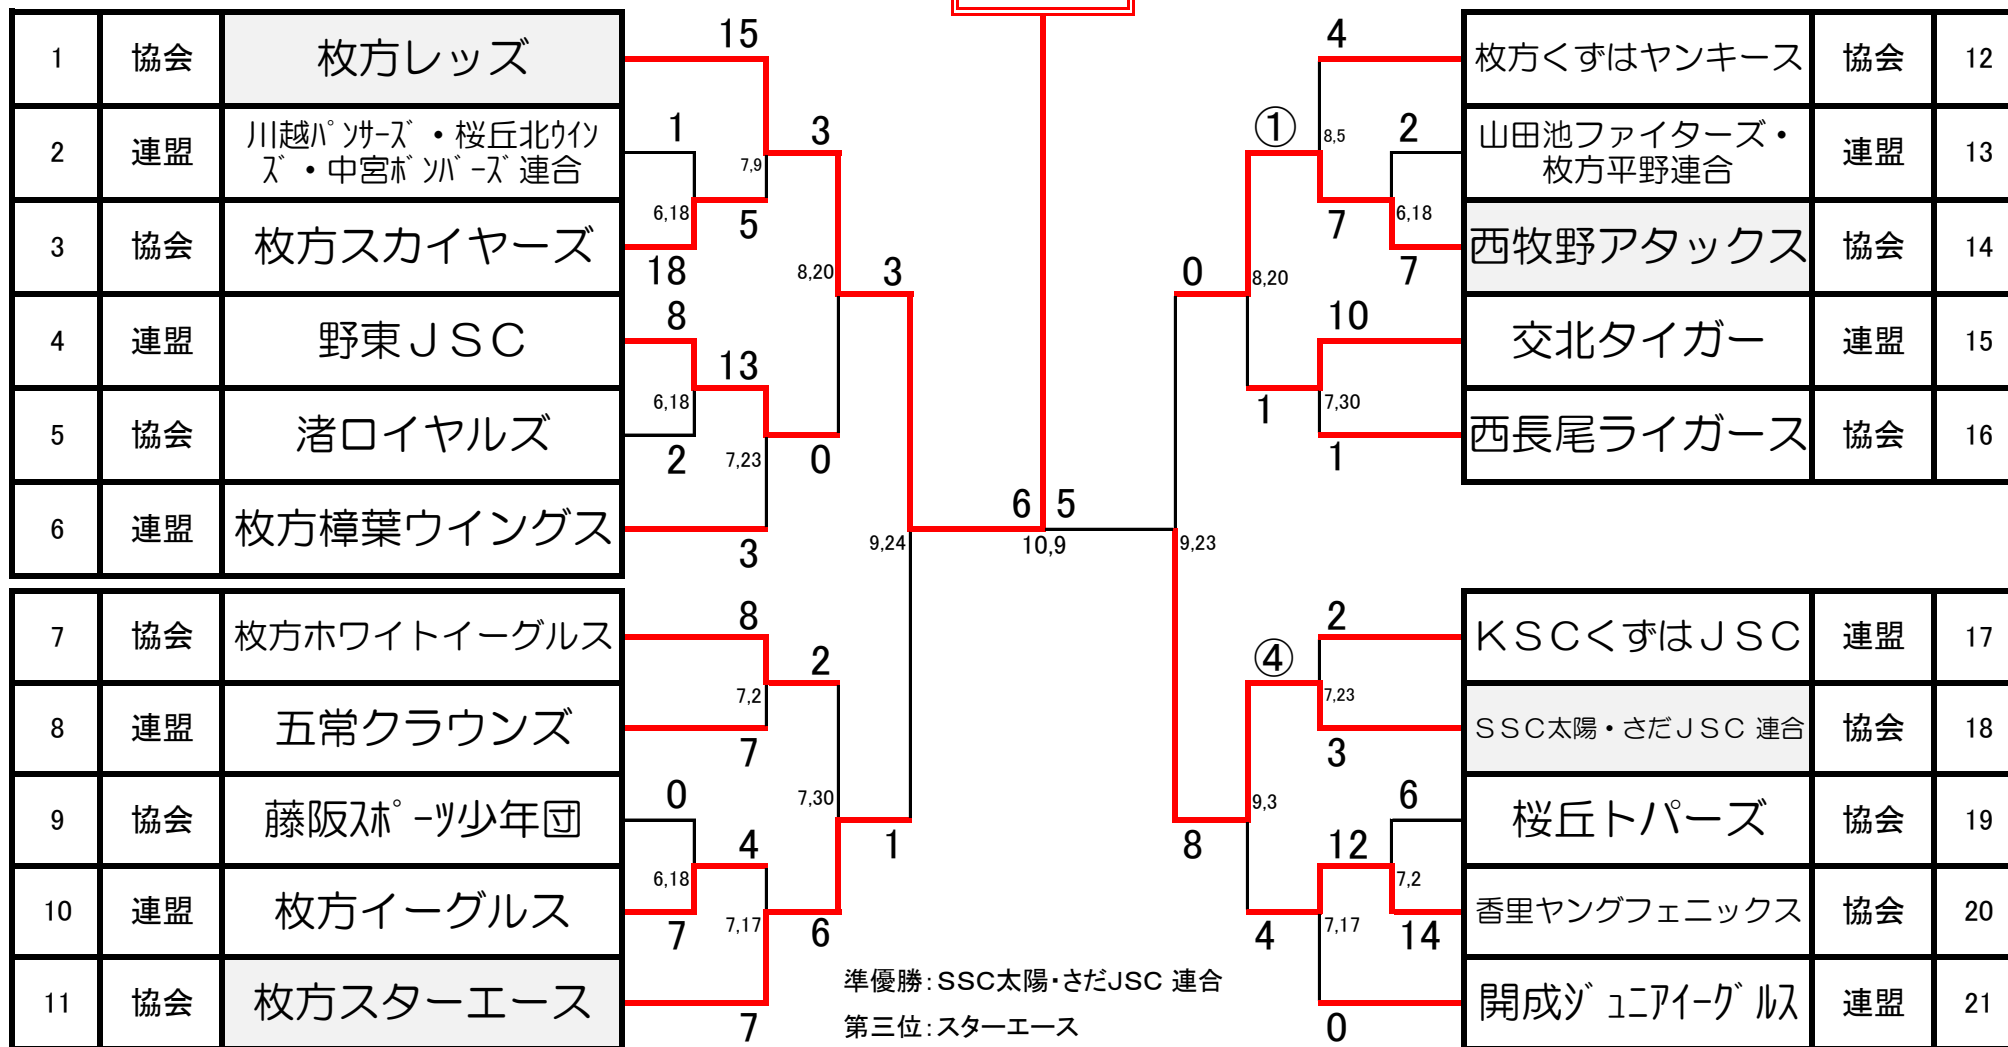 1 協会 枚方レッズ
2 連盟 川越ﾊﾟﾝｻｰｽﾞ・桜丘北ｳｲﾝ
ｽﾞ・中宮ﾎﾞﾝﾊﾞｰｽﾞ連合
3 協会 枚方スカイヤーズ
4 連盟 野東ＪＳＣ
5 協会 渚ロイヤルズ
6 連盟 枚方樟葉ウイングス
7 協会 枚方ホワイトイーグルス
8 連盟 五常クラウンズ
9 協会 藤阪ｽﾎﾟｰﾂ少年団
10 連盟 枚方イーグルス
11 協会 枚方スターエース
15
1
3
7,9
6,18
5
18
8,20
3
8
13
6,18
2
7,23
0
3
9,24
8
2
7,2
7
0
7,30
4
1
6,18
7
7,17
6
7
6 5
10,9
4
①
8,5
2
7
6,18
7
0
8,20
10
1
7,30
1
9,23
2
④
7,23
3
9,3
6
8
12
7,2
4
7,17
14
0
枚方くずはヤンキース 協会 12
山田池ファイターズ・
枚方平野連合 連盟 13
西牧野アタックス 協会 14
交北タイガー 連盟 15
西長尾ライガース 協会 16
ＫＳＣくずはＪＳＣ 連盟 17
ＳＳＣ太陽・さだＪＳＣ 連合 協会 18
桜丘トパーズ 協会 19
香里ヤングフェニックス 協会 20
開成ｼﾞｭﾆｱｲｰｸﾞﾙｽ 連盟 21
準優勝：SSC太陽・さだJSC 連合
第三位：スターエース